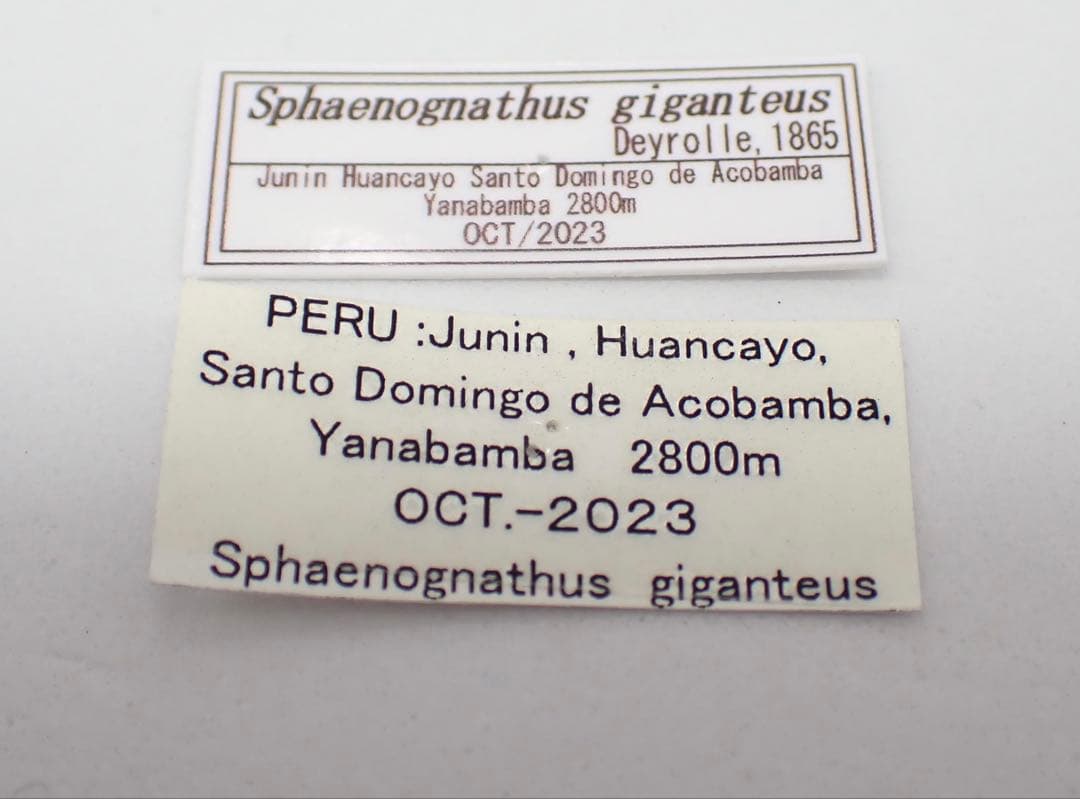 Sphaenognathus giganteus
Deyrolle, 1865
Junin Huancayo Santo Domingo de Acobamba
Yanabamba 2800m
OCT/2023
PERU :Junin , Huancayo,
Santo Domingo de Acobamba,
Yanabamba 2800m
OCT.-2023
Sphaenognathus giganteus